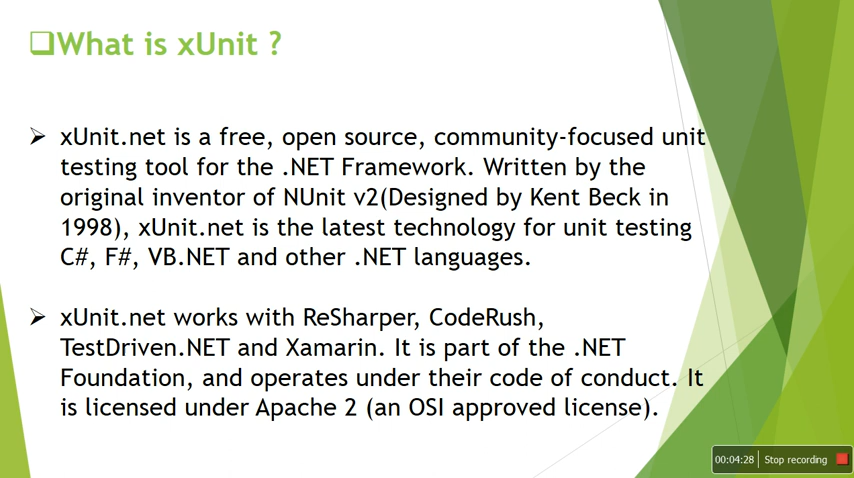 ❑What is xUnit ?
➢ xUnit.net is a free, open source, community-focused unit
testing tool for the .NET Framework. Written by the
original inventor of NUnit v2(Designed by Kent Beck in
1998), xUnit.net is the latest technology for unit testing
C#, F#, VB.NET and other .NET languages.
➢ xUnit.net works with ReSharper, CodeRush,
TestDriven.NET and Xamarin. It is part of the .NET
Foundation, and operates under their code of conduct. It
is licensed under Apache 2 (an OSI approved license).
00:04:28 Stop recording